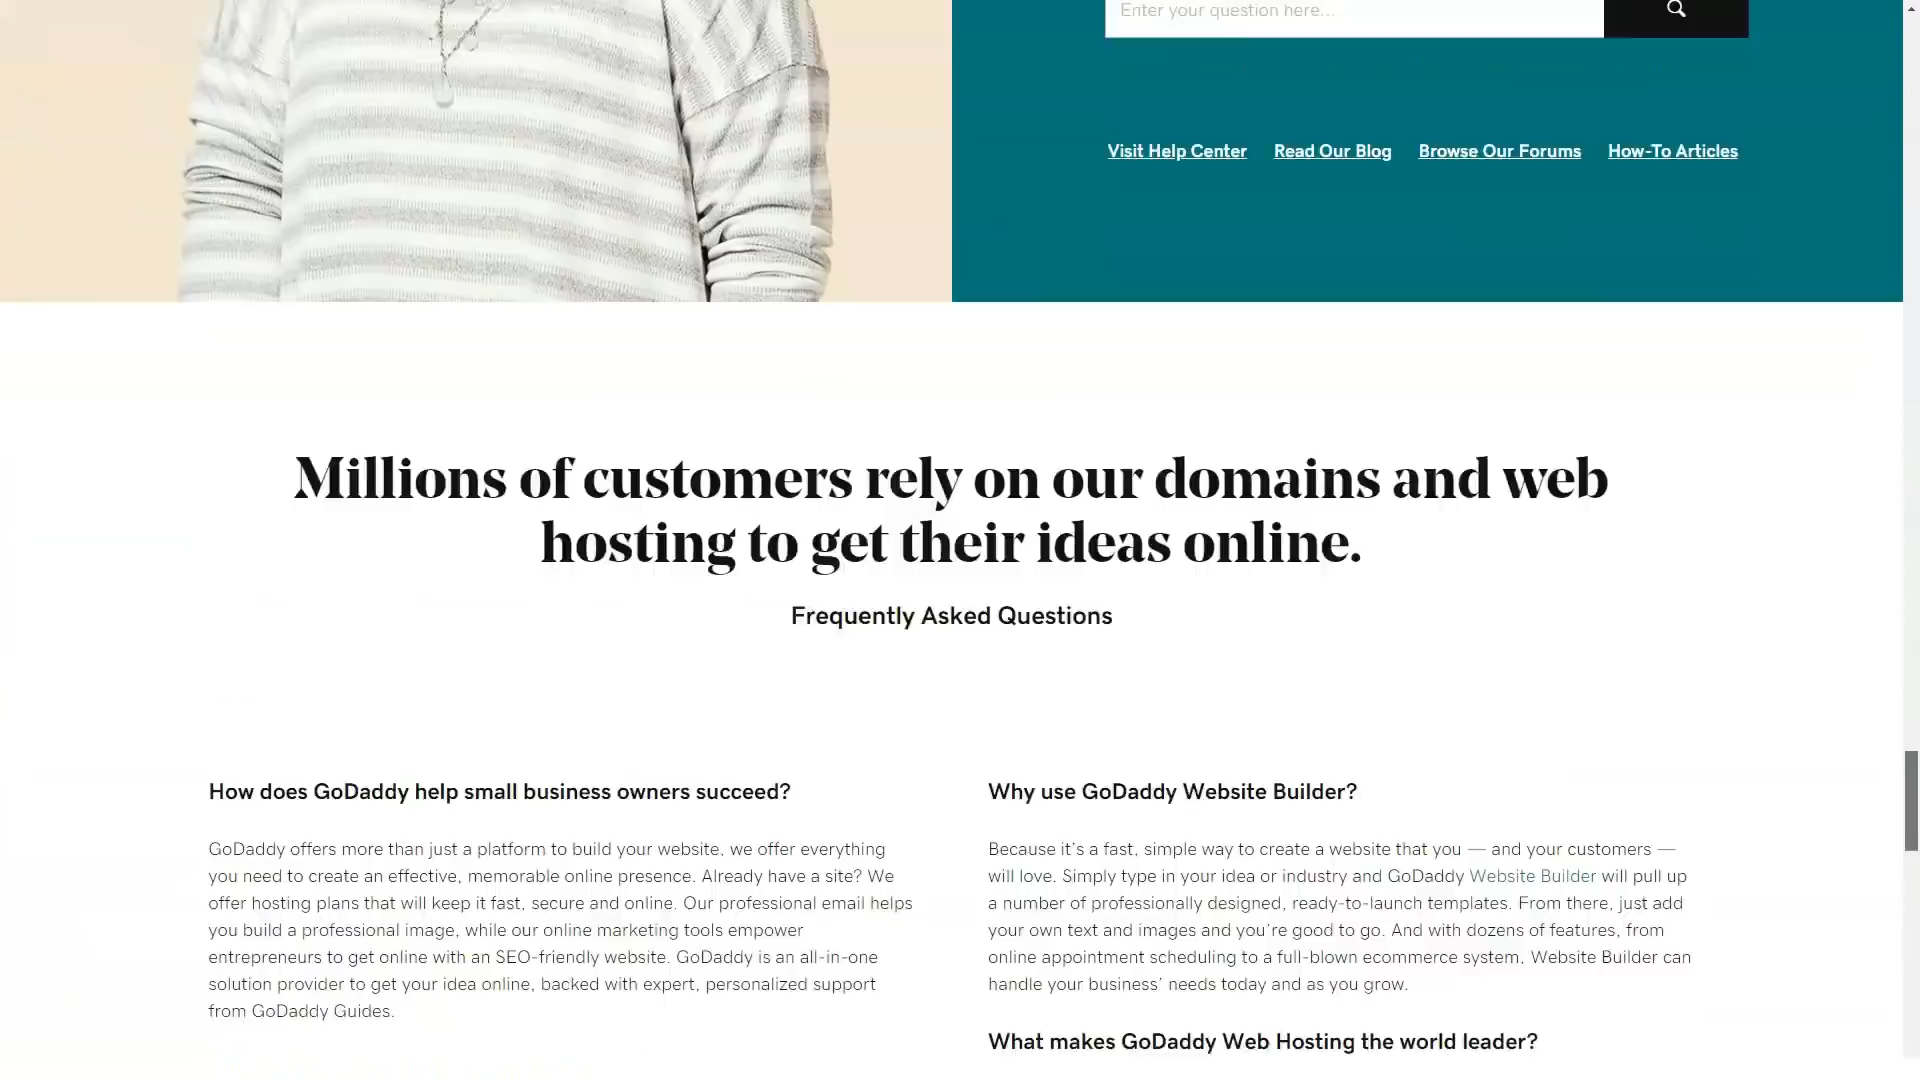 Enter your question here...
Visit Help Center Read Our Blog Browse Our Forums How-To Articles
Millions of customers rely on our domains and web
hosting to get their ideas online.
Frequently Asked Questions
How does GoDaddy help small business owners succeed?
GoDaddy offers more than just a platform to build your website, we offer everything
you need to create an effective, memorable online presence. Already have a site? We
offer hosting plans that will keep it fast, secure and online. Our professional email helps
you build a professional image, while our online marketing tools empower
entrepreneurs to get online with an SEO-friendly website. GoDaddy is an all-in-one
solution provider to get your idea online, backed with expert, personalized support
from GoDaddy Guides.
Why use GoDaddy Website Builder?
Because it's a fast, simple way to create a website that you — and your customers —
will love. Simply type in your idea or industry and GoDaddy Website Builder will pull up
a number of professionally designed, ready-to-launch templates. From there, just add
your own text and images and you're good to go. And with dozens of features, from
online appointment scheduling to a full-blown ecommerce system, Website Builder can
handle your business' needs today and as you grow.
What makes GoDaddy Web Hosting the world leader?